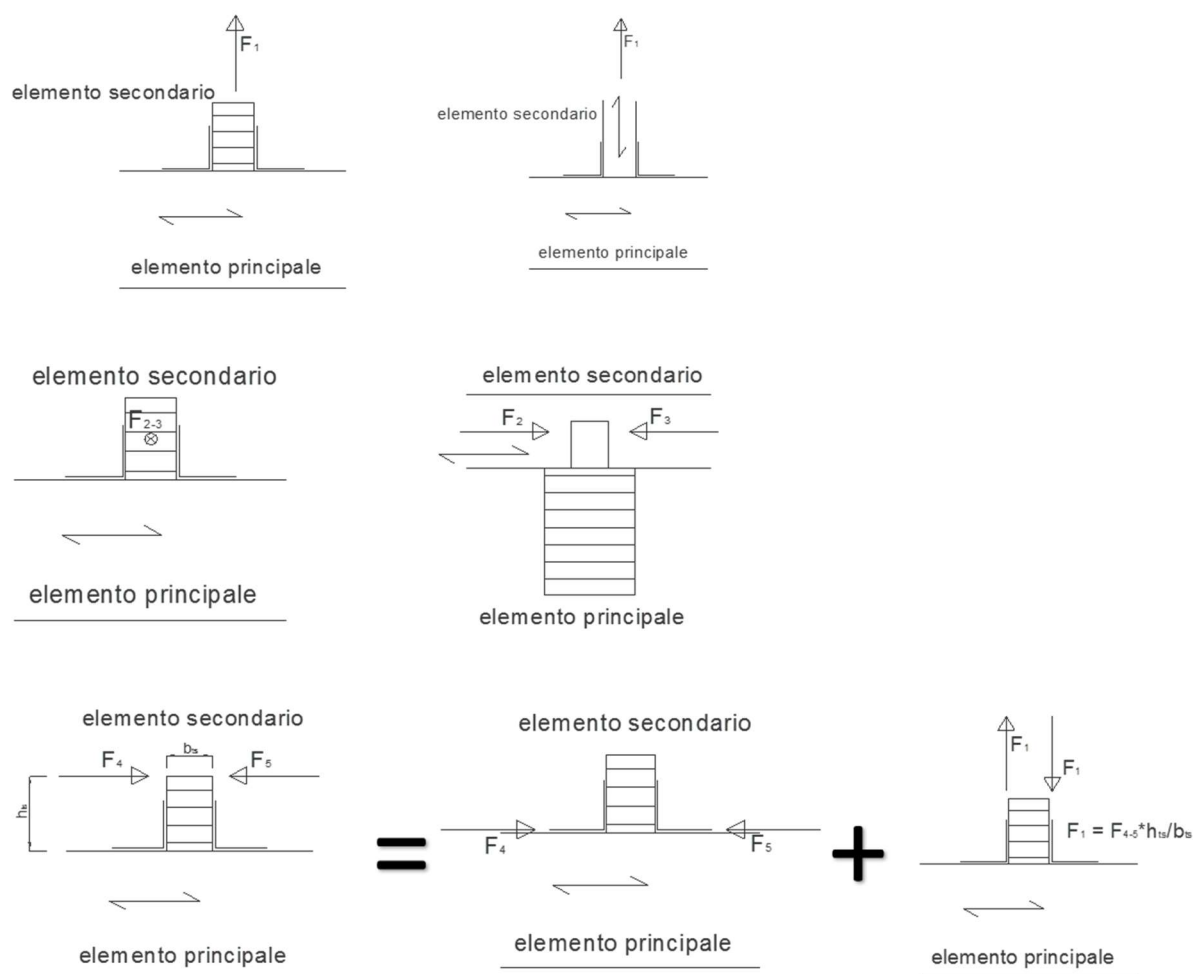 F₁
elemento secondario
elemento principale
F₁
elemento secondario
elemento principale
elemento secondario
F₂₋₃
elemento principale
elemento secondario
F₂
F₃
elemento principale
elemento secondario
bts
F₄
F₅
hts
elemento principale
=
elemento secondario
F₄
F₅
elemento principale
+
F₁
F₁
F₁ = F₄₋₅*hts/bts
elemento principale